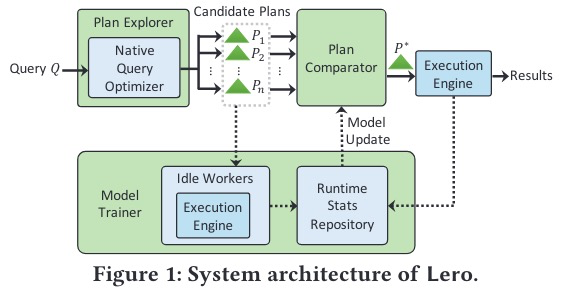 Plan Explorer
Candidate Plans
Native
Query
Optimizer
Query Q
P1
P2
⋮ ⋮ ⋮
Pn
Plan
Comparator
P*
Execution
Engine
Results
Model
Update
Model
Trainer
Idle Workers
Execution
Engine
Runtime
Stats
Repository
Figure 1: System architecture of Lero.